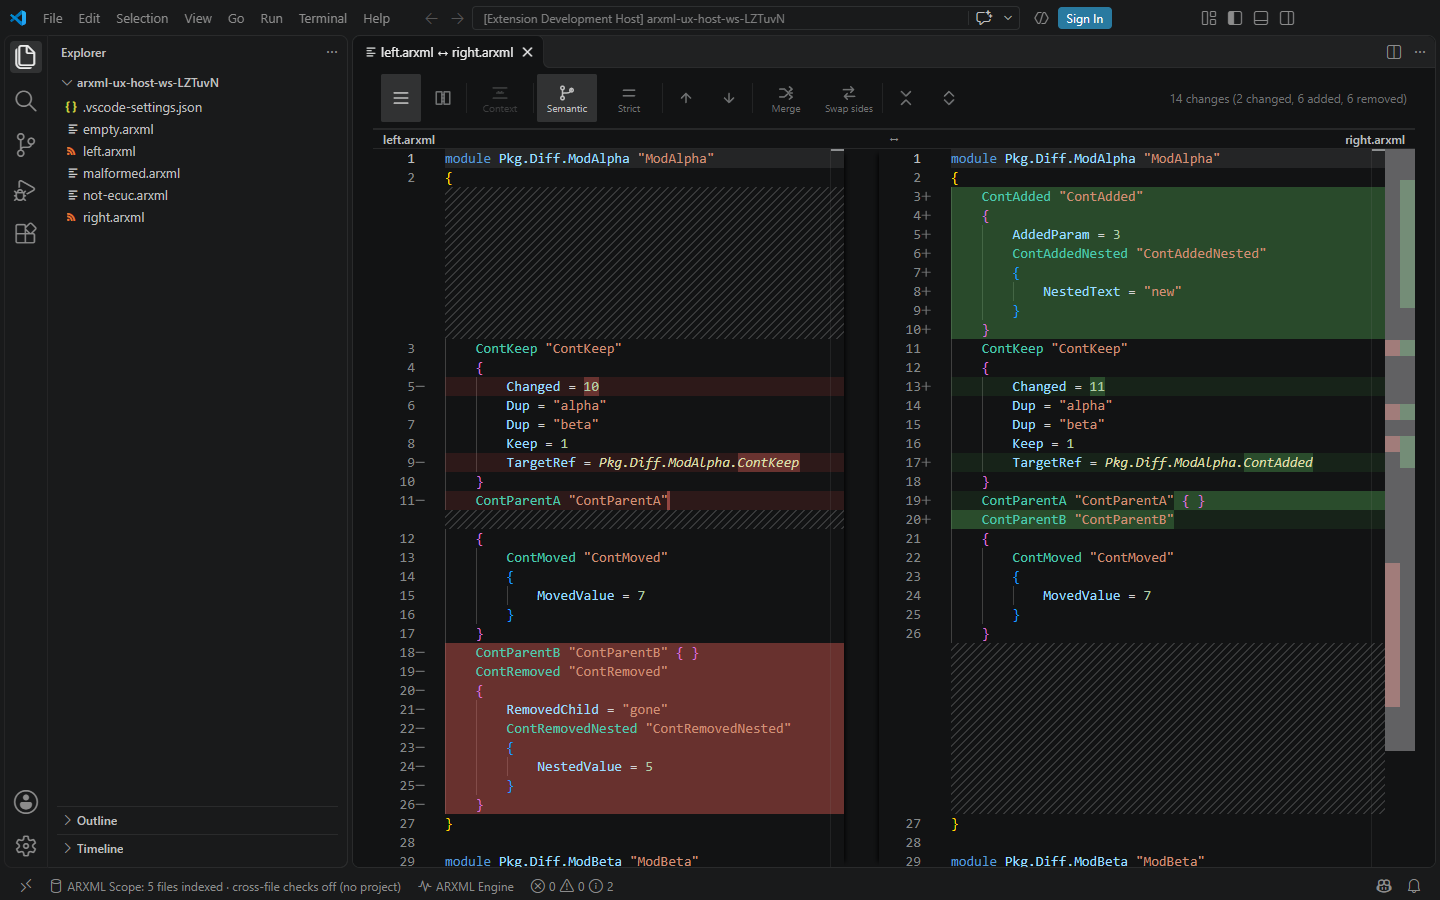 File Edit Selection View Go Run Terminal Help
[Extension Development Host] arxml-ux-host-ws-LZTuvN
Sign In
Explorer
arxml-ux-host-ws-LZTuvN
{} .vscode-settings.json
empty.arxml
left.arxml
malformed.arxml
not-ecuc.arxml
right.arxml
Outline
Timeline
left.arxml ↔ right.arxml
Context
Semantic
Strict
Merge
Swap sides
14 changes (2 changed, 6 added, 6 removed)
left.arxml ↔ right.arxml
1 module Pkg.Diff.ModAlpha "ModAlpha"
2 {
3 ContKeep "ContKeep"
4 {
5− Changed = 10
6 Dup = "alpha"
7 Dup = "beta"
8 Keep = 1
9− TargetRef = Pkg.Diff.ModAlpha.ContKeep
10 }
11− ContParentA "ContParentA"
12 {
13 ContMoved "ContMoved"
14 {
15 MovedValue = 7
16 }
17 }
18− ContParentB "ContParentB" { }
19− ContRemoved "ContRemoved"
20− {
21− RemovedChild = "gone"
22− ContRemovedNested "ContRemovedNested"
23− {
24− NestedValue = 5
25− }
26− }
27 }
28
29 module Pkg.Diff.ModBeta "ModBeta"
1 module Pkg.Diff.ModAlpha "ModAlpha"
2 {
3+ ContAdded "ContAdded"
4+ {
5+ AddedParam = 3
6+ ContAddedNested "ContAddedNested"
7+ {
8+ NestedText = "new"
9+ }
10+ }
11 ContKeep "ContKeep"
12 {
13+ Changed = 11
14 Dup = "alpha"
15 Dup = "beta"
16 Keep = 1
17+ TargetRef = Pkg.Diff.ModAlpha.ContAdded
18 }
19+ ContParentA "ContParentA" { }
20+ ContParentB "ContParentB"
21 {
22 ContMoved "ContMoved"
23 {
24 MovedValue = 7
25 }
26 }
27 }
28
29 module Pkg.Diff.ModBeta "ModBeta"
ARXML Scope: 5 files indexed · cross-file checks off (no project) ARXML Engine 0 0 2